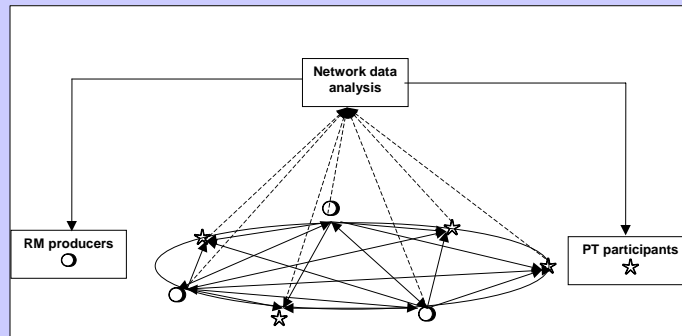 Network data
analysis
RM producers
PT participants